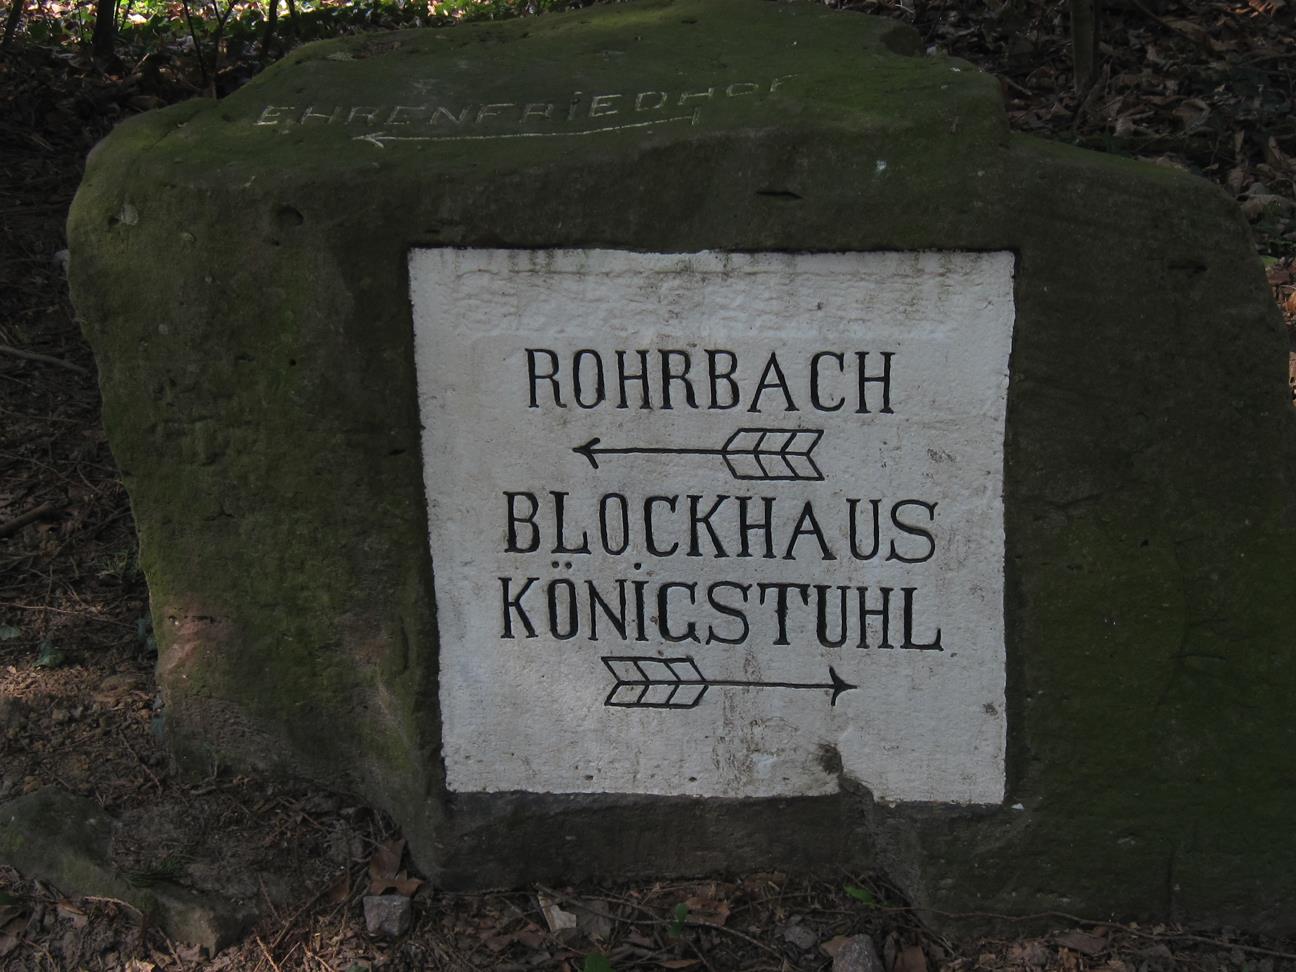 EHRENFRIEDHOF
ROHRBACH
BLOCKHAUS
KÖNIGSTUHL